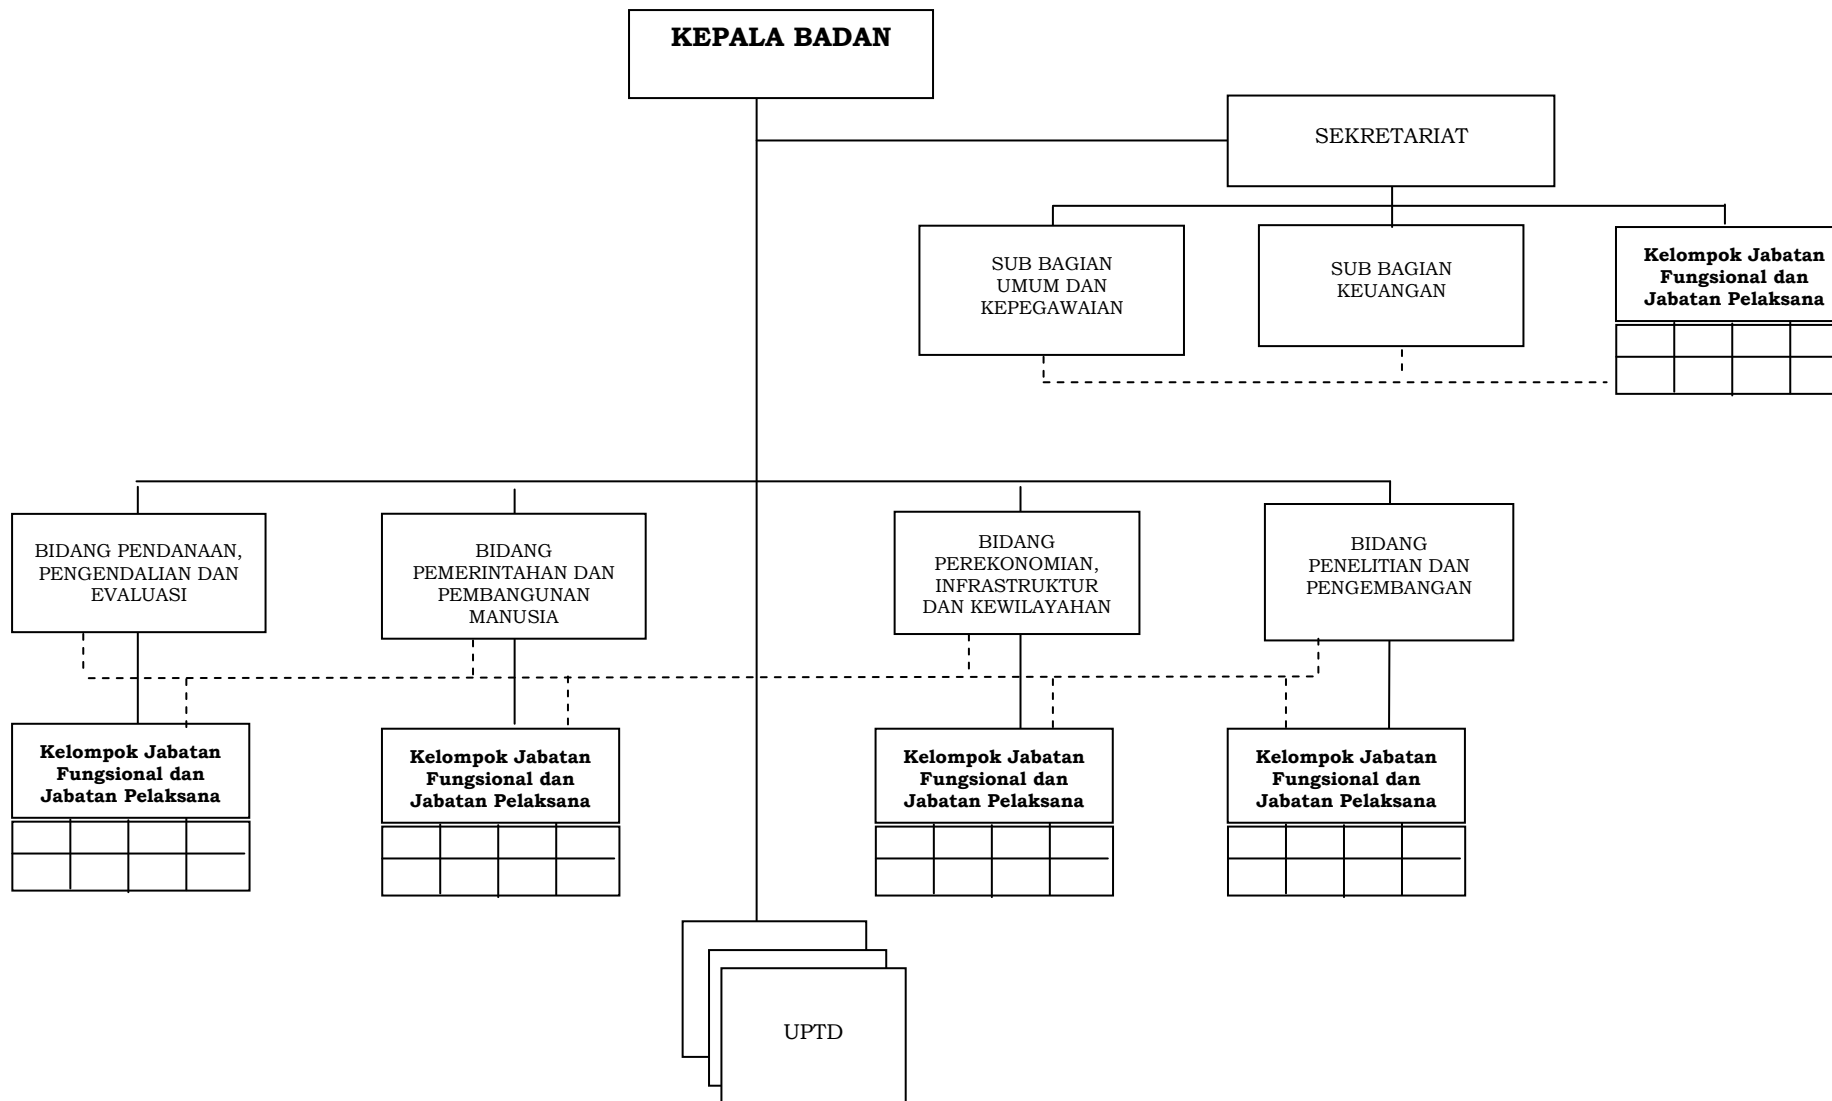 KEPALA BADAN
SEKRETARIAT
SUB BAGIAN
UMUM DAN
KEPEGAWAIAN
SUB BAGIAN
KEUANGAN
Kelompok Jabatan
Fungsional dan
Jabatan Pelaksana
BIDANG PENDANAAN,
PENGENDALIAN DAN
EVALUASI
BIDANG
PEMERINTAHAN DAN
PEMBANGUNAN
MANUSIA
BIDANG
PEREKONOMIAN,
INFRASTRUKTUR
DAN KEWILAYAHAN
BIDANG
PENELITIAN DAN
PENGEMBANGAN
Kelompok Jabatan
Fungsional dan
Jabatan Pelaksana
Kelompok Jabatan
Fungsional dan
Jabatan Pelaksana
Kelompok Jabatan
Fungsional dan
Jabatan Pelaksana
Kelompok Jabatan
Fungsional dan
Jabatan Pelaksana
UPTD